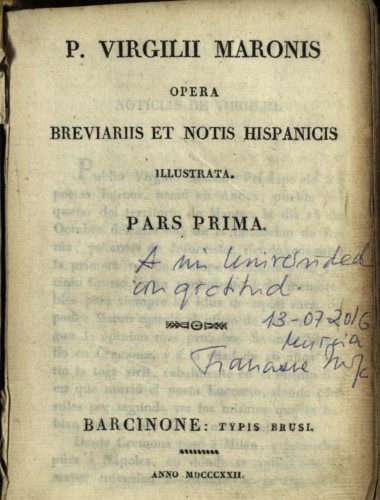 P. VIRGILII MARONIS
OPERA
BREVIARIIS ET NOTIS HISPANICIS
ILLUSTRATA.
PARS PRIMA.
A mi Universidad
con gratitud.
13-07-2016
Murcia
BARCINONE: TYPIS BRUSI.
ANNO MDCCCXXII.